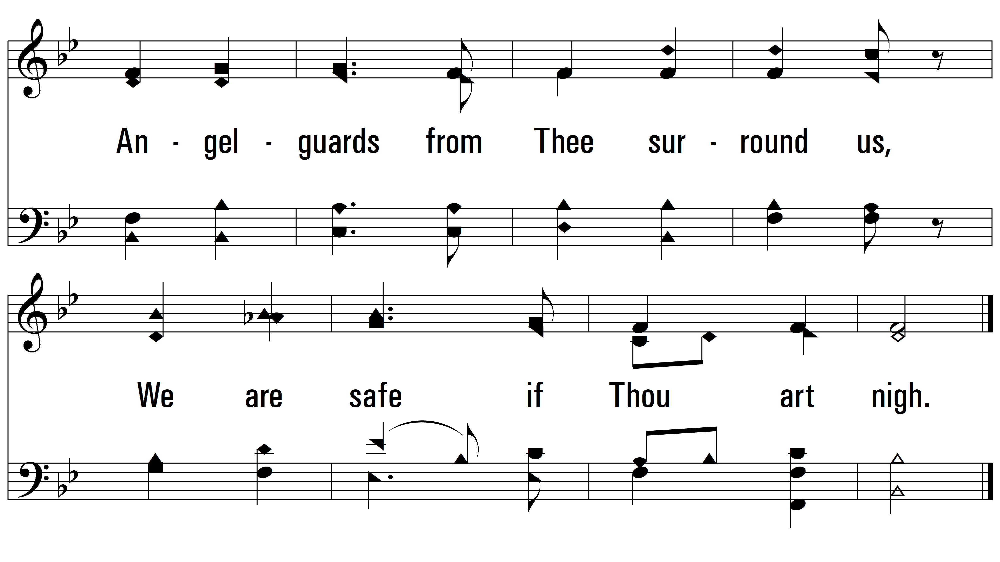 An - gel - guards from Thee sur - round us,
We are safe if Thou art nigh.